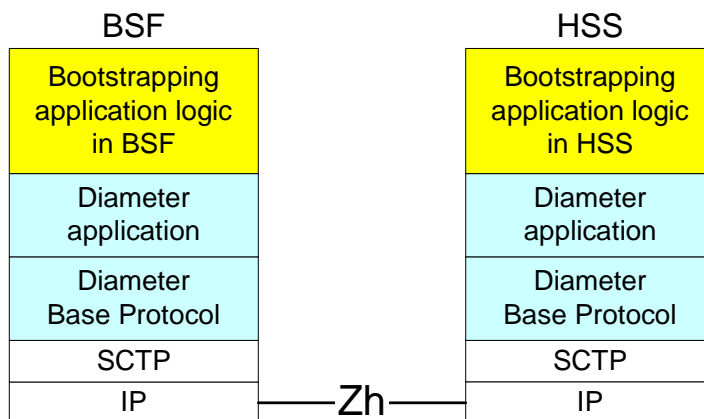 BSF
Bootstrapping
application logic
in BSF
Diameter
application
Diameter
Base Protocol
SCTP
IP
Zh
HSS
Bootstrapping
application logic
in HSS
Diameter
application
Diameter
Base Protocol
SCTP
IP